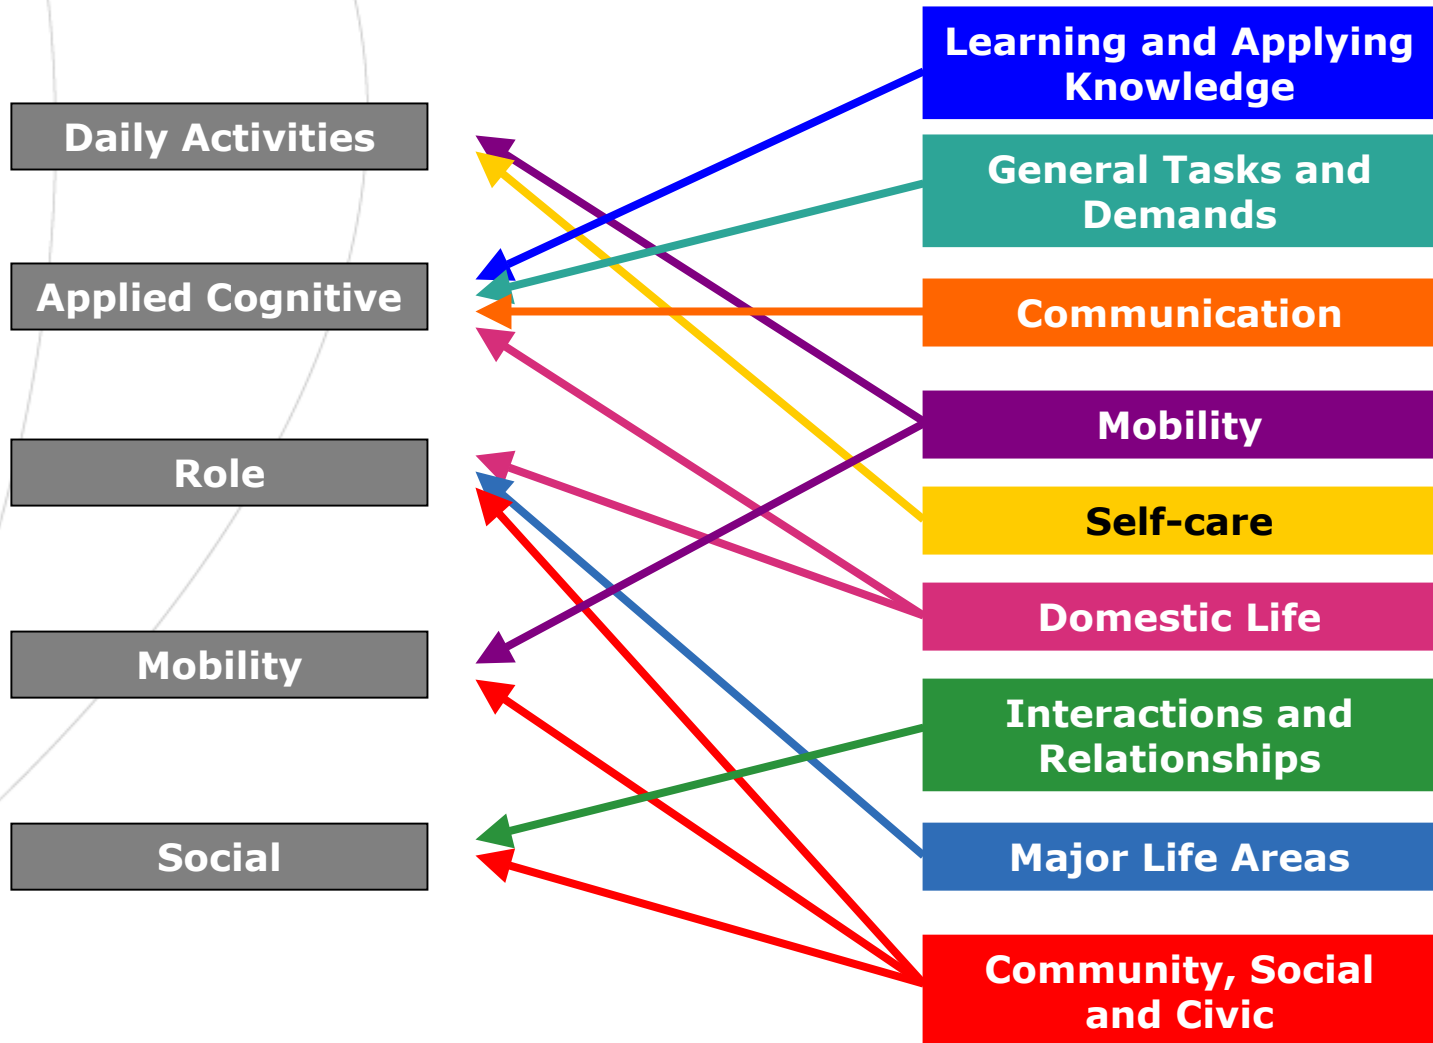 Daily Activities
Applied Cognitive
Role
Mobility
Social
Learning and Applying
Knowledge
General Tasks and
Demands
Communication
Mobility
Self-care
Domestic Life
Interactions and
Relationships
Major Life Areas
Community, Social
and Civic